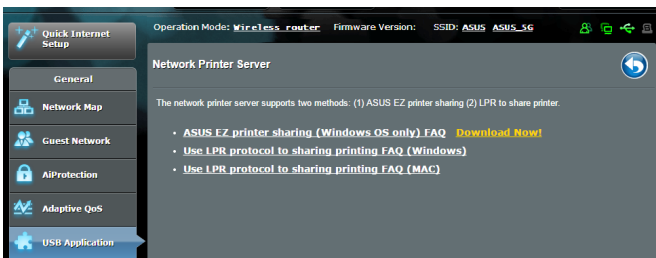 Quick Internet
Setup
Operation Mode: Wireless router Firmware Version: SSID: ASUS ASUS_5G
General
Network Map
Guest Network
AiProtection
Adaptive QoS
USB Application
Network Printer Server
The network printer server supports two methods: (1) ASUS EZ printer sharing (2) LPR to share printer.
• ASUS EZ printer sharing (Windows OS only) FAQ Download Now!
• Use LPR protocol to sharing printing FAQ (Windows)
• Use LPR protocol to sharing printing FAQ (MAC)